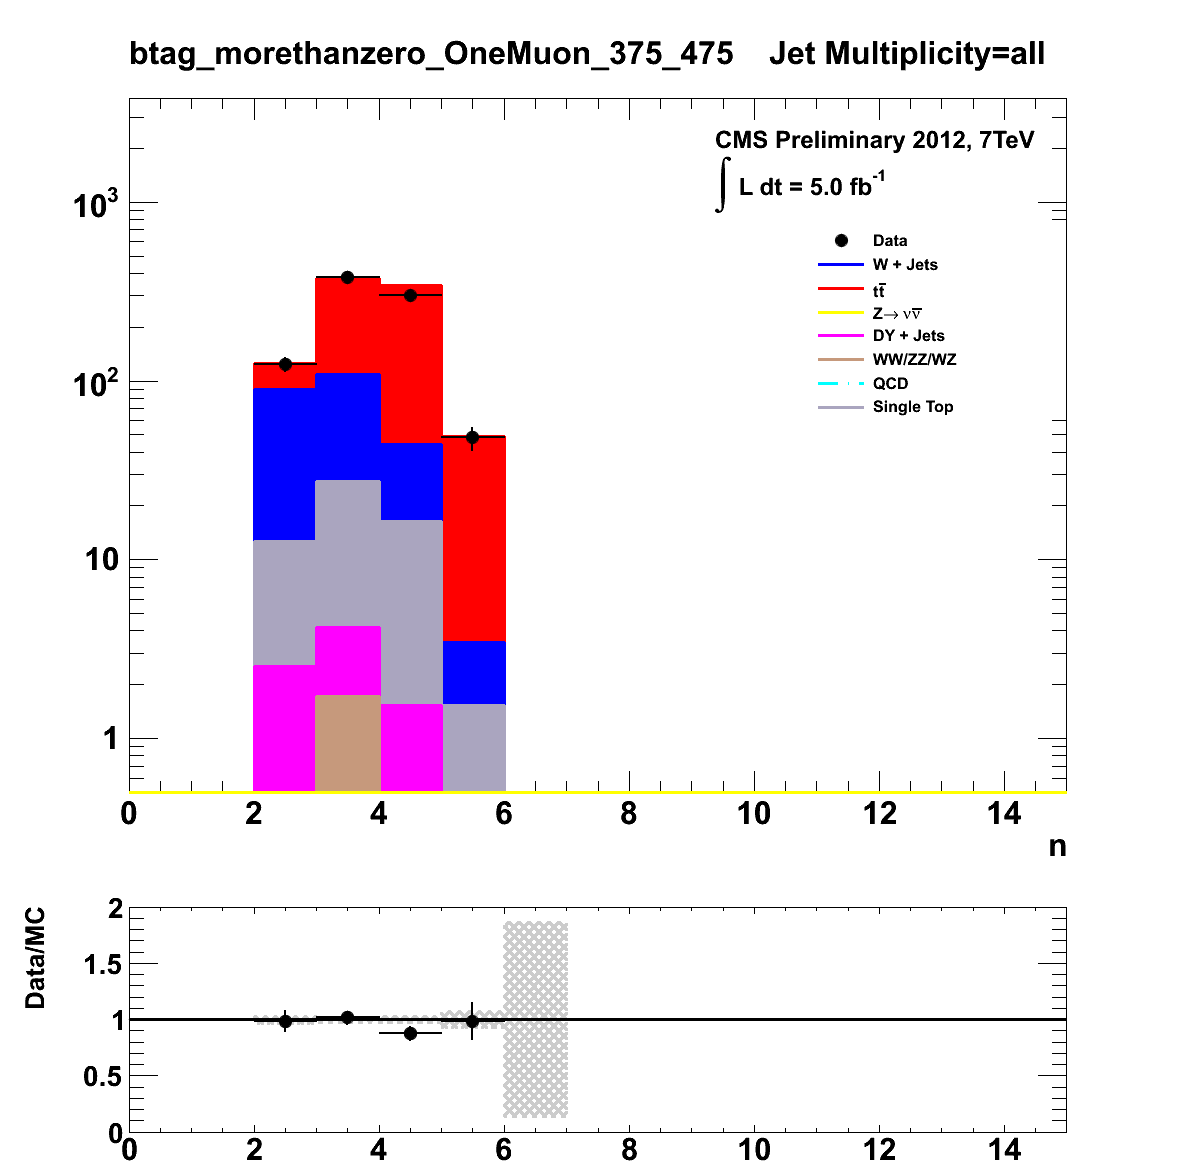 btag_morethanzero_OneMuon_375_475 Jet Multiplicity=all
CMS Preliminary 2012, 7TeV
∫ L dt = 5.0 fb⁻¹
Data
W + Jets
tt̅
Z→ νν̅
DY + Jets
WW/ZZ/WZ
QCD
Single Top
10³
10²
10
1
0 2 4 6 8 10 12 14
n
Data/MC
2
1.5
1
0.5
0
0 2 4 6 8 10 12 14